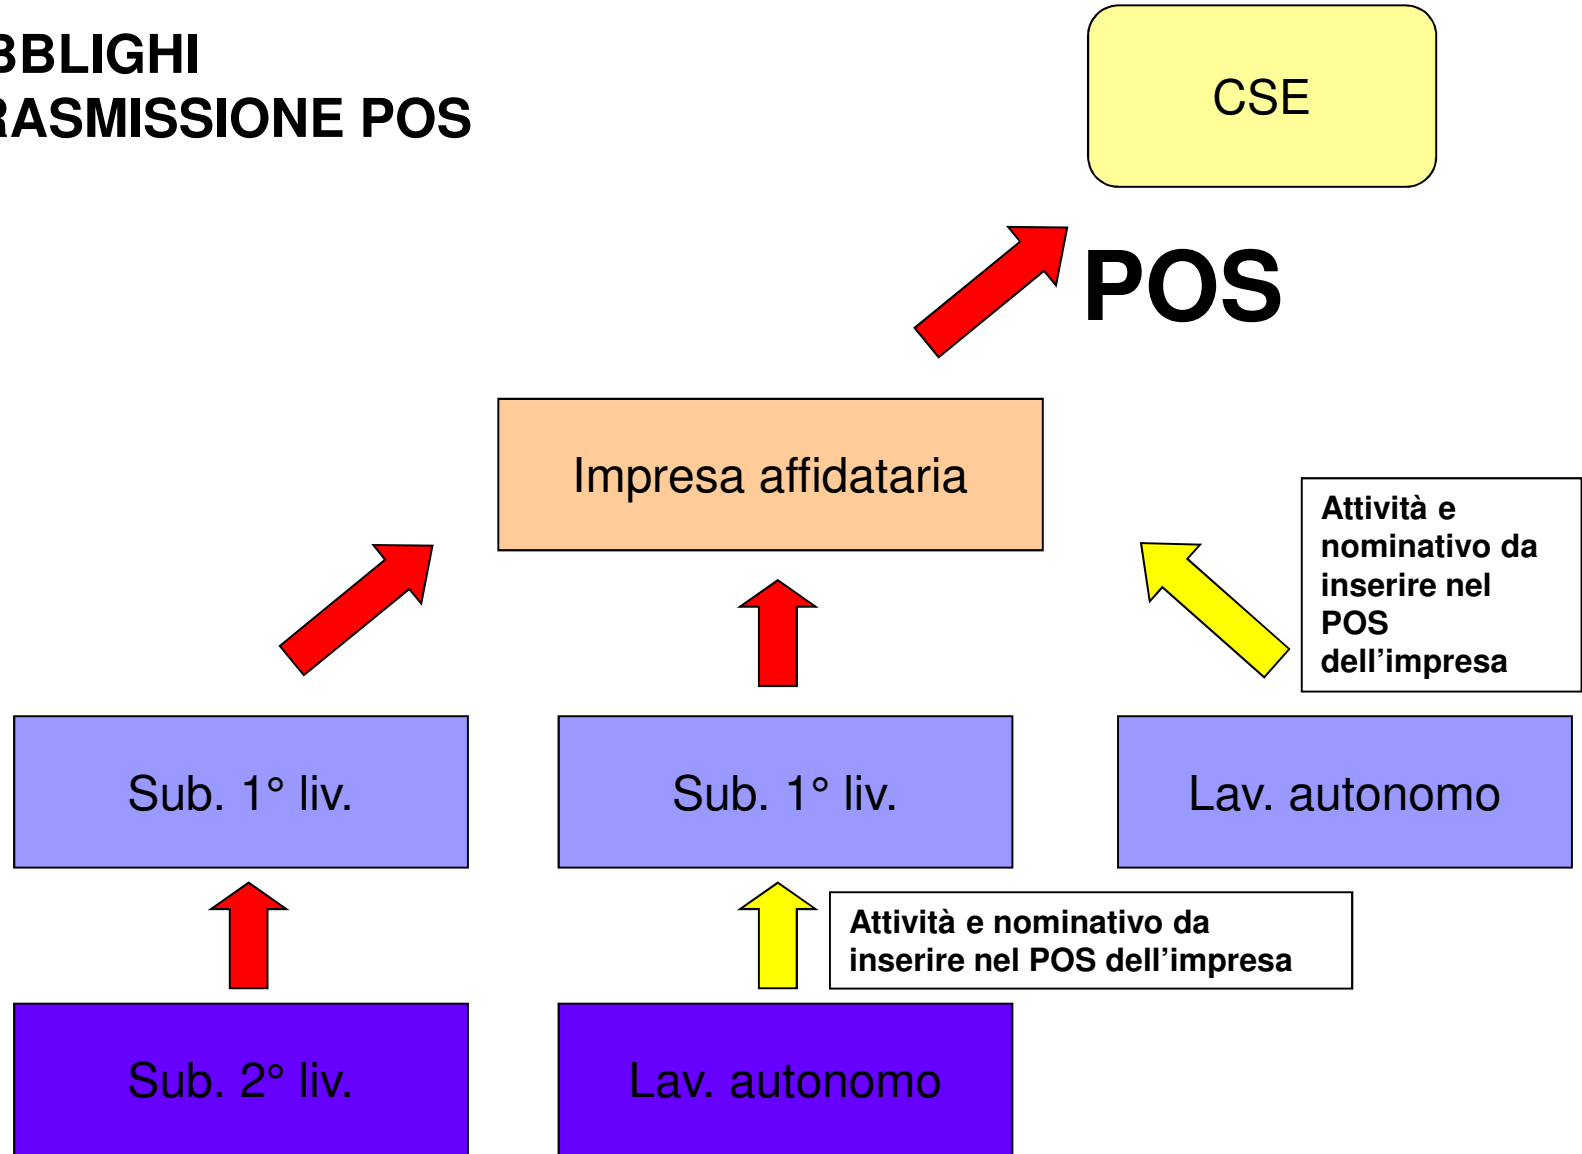 BBLIGHI
RASMISSIONE POS
CSE
POS
Impresa affidataria
Attività e
nominativo da
inserire nel
POS
dell’impresa
Sub. 1° liv.
Sub. 1° liv.
Lav. autonomo
Attività e nominativo da
inserire nel POS dell’impresa
Sub. 2° liv.
Lav. autonomo